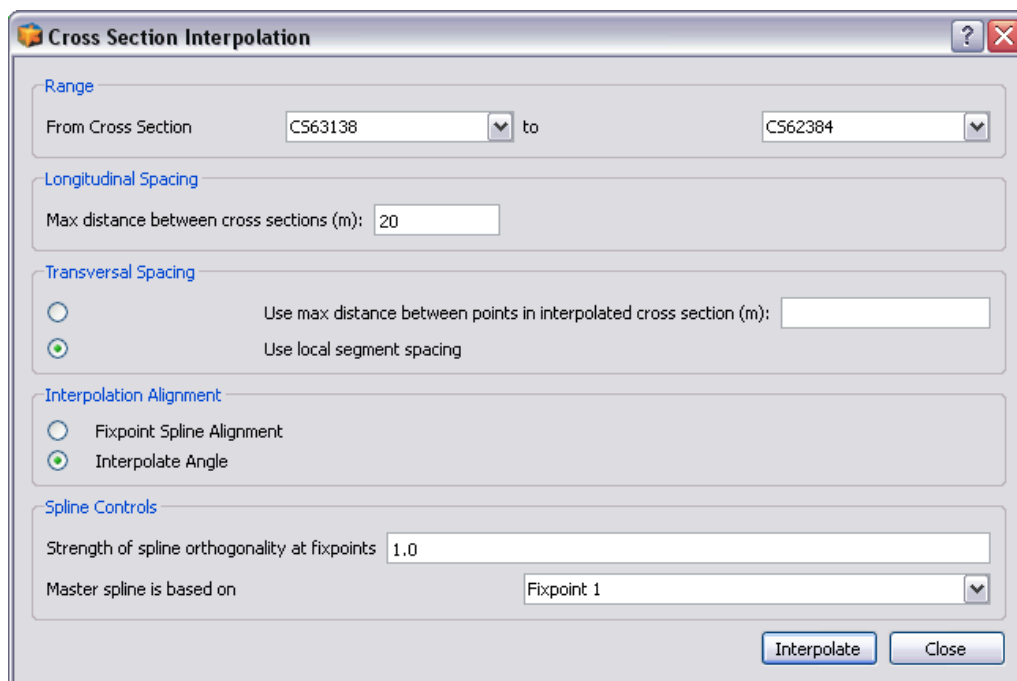 Cross Section Interpolation
Range
From Cross Section CS63138 to CS62384
Longitudinal Spacing
Max distance between cross sections (m): 20
Transversal Spacing
Use max distance between points in interpolated cross section (m):
Use local segment spacing
Interpolation Alignment
Fixpoint Spline Alignment
Interpolate Angle
Spline Controls
Strength of spline orthogonality at fixpoints 1.0
Master spline is based on Fixpoint 1
Interpolate Close